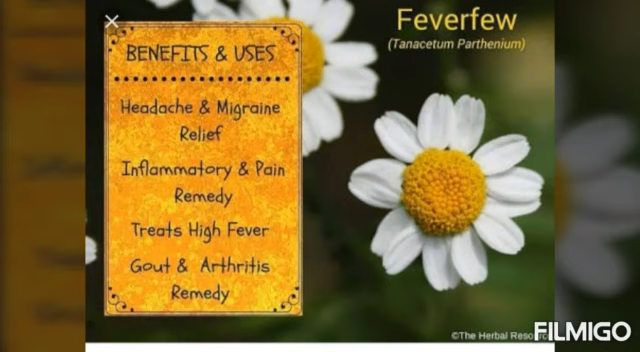 Feverfew
(Tanacetum Parthenium)
BENEFITS & USES
Headache & Migraine
Relief
Inflammatory & Pain
Remedy
Treats High Fever
Gout & Arthritis
Remedy
©The Herbal
FILMIGO